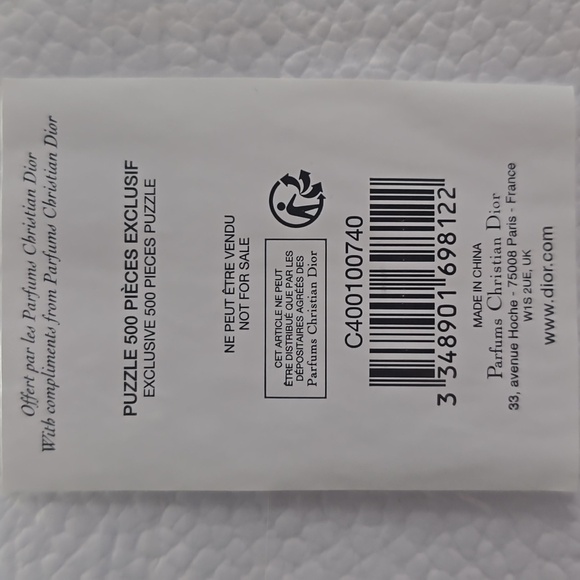 Offert par les Parfums Christian Dior
With compliments from Parfums Christian Dior
PUZZLE 500 PIÈCES EXCLUSIF
EXCLUSIVE 500 PIECES PUZZLE
NE PEUT ÊTRE VENDU
NOT FOR SALE
CET ARTICLE NE PEUT
ÊTRE DISTRIBUÉ QUE PAR LES
DÉPOSITAIRES AGRÉÉS DES
Parfums Christian Dior
C400100740
3 348901 698122
MADE IN CHINA
Parfums Christian Dior
33, avenue Hoche - 75008 Paris - France
W1S 2UE, UK
www.dior.com